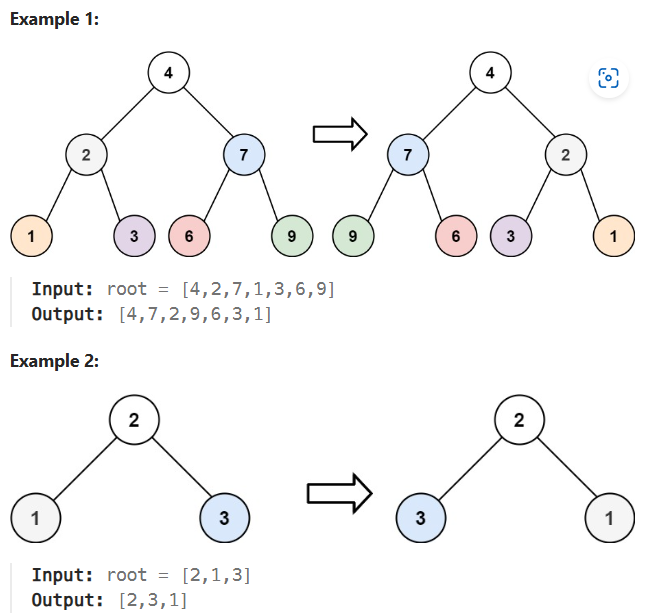 Example 1:
4 4
2 7 7 2
1 3 6 9 9 6 3 1
Input: root = [4,2,7,1,3,6,9]
Output: [4,7,2,9,6,3,1]
Example 2:
2 2
1 3 3 1
Input: root = [2,1,3]
Output: [2,3,1]